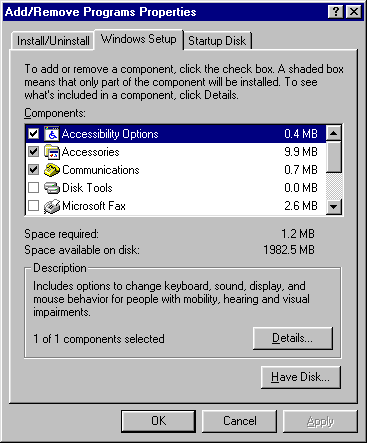 Add/Remove Programs Properties
Install/Uninstall Windows Setup Startup Disk
To add or remove a component, click the check box. A shaded box
means that only part of the component will be installed. To see
what's included in a component, click Details.
Components:
Accessibility Options 0.4 MB
Accessories 9.9 MB
Communications 0.7 MB
Disk Tools 0.0 MB
Microsoft Fax 2.6 MB
Space required: 1.2 MB
Space available on disk: 1982.5 MB
Description
Includes options to change keyboard, sound, display, and
mouse behavior for people with mobility, hearing and visual
impairments.
1 of 1 components selected Details...
Have Disk...
OK Cancel Apply